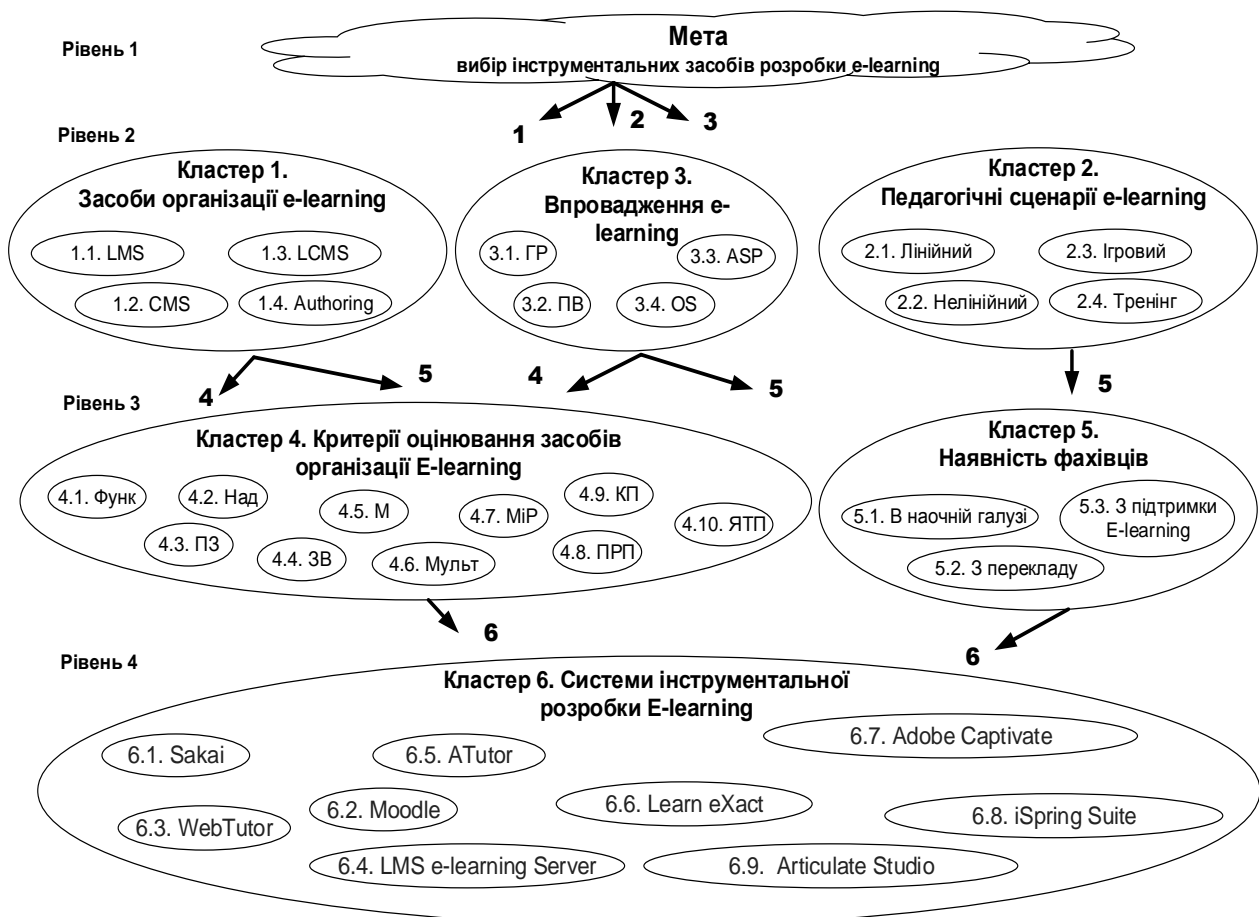 Рівень 1
Мета
вибір інструментальних засобів розробки e-learning
1
2
3
Рівень 2
Кластер 1.
Засоби організації e-learning
1.1. LMS
1.3. LCMS
1.2. CMS
1.4. Authoring
Кластер 3.
Впровадження e-
learning
3.1. ГР
3.3. ASP
3.2. ПВ
3.4. OS
Кластер 2.
Педагогічні сценарії e-learning
2.1. Лінійний
2.3. Ігровий
2.2. Нелінійний
2.4. Тренінг
4
5
4
5
5
Рівень 3
Кластер 4. Критерії оцінювання засобів
організації E-learning
4.1. Функ
4.2. Над
4.5. М
4.7. МіР
4.9. КП
4.10. ЯТП
4.3. ПЗ
4.4. ЗВ
4.6. Мульт
4.8. ПРП
Кластер 5.
Наявність фахівців
5.1. В наочній галузі
5.3. З підтримки
E-learning
5.2. З перекладу
6
6
Рівень 4
Кластер 6. Системи інструментальної
розробки E-learning
6.1. Sakai
6.5. ATutor
6.7. Adobe Captivate
6.3. WebTutor
6.2. Moodle
6.6. Learn eXact
6.8. iSpring Suite
6.4. LMS e-learning Server
6.9. Articulate Studio